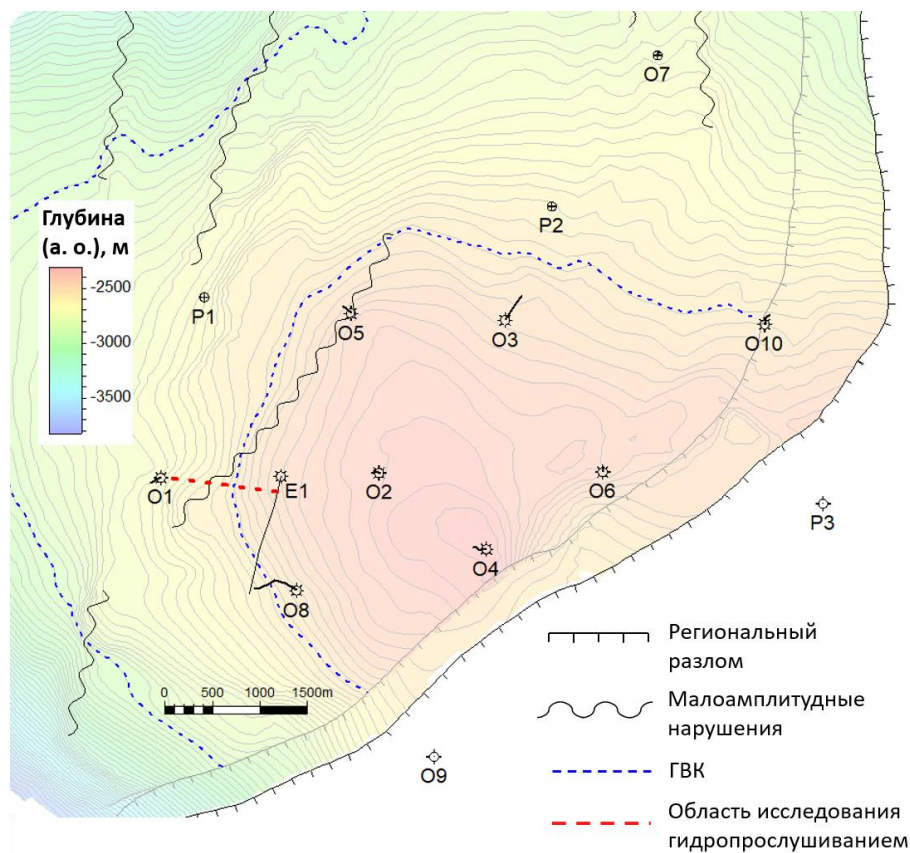 O7
Глубина
(а. о.), м
-2500
-3000
-3500
P2
P1
O5
O3
O10
O1
E1
O2
O6
P3
O4
O8
0 500 1000 1500m
Региональный
разлом
Малоамплитудные
нарушения
O9
ГВК
Область исследования
гидропрослушиванием